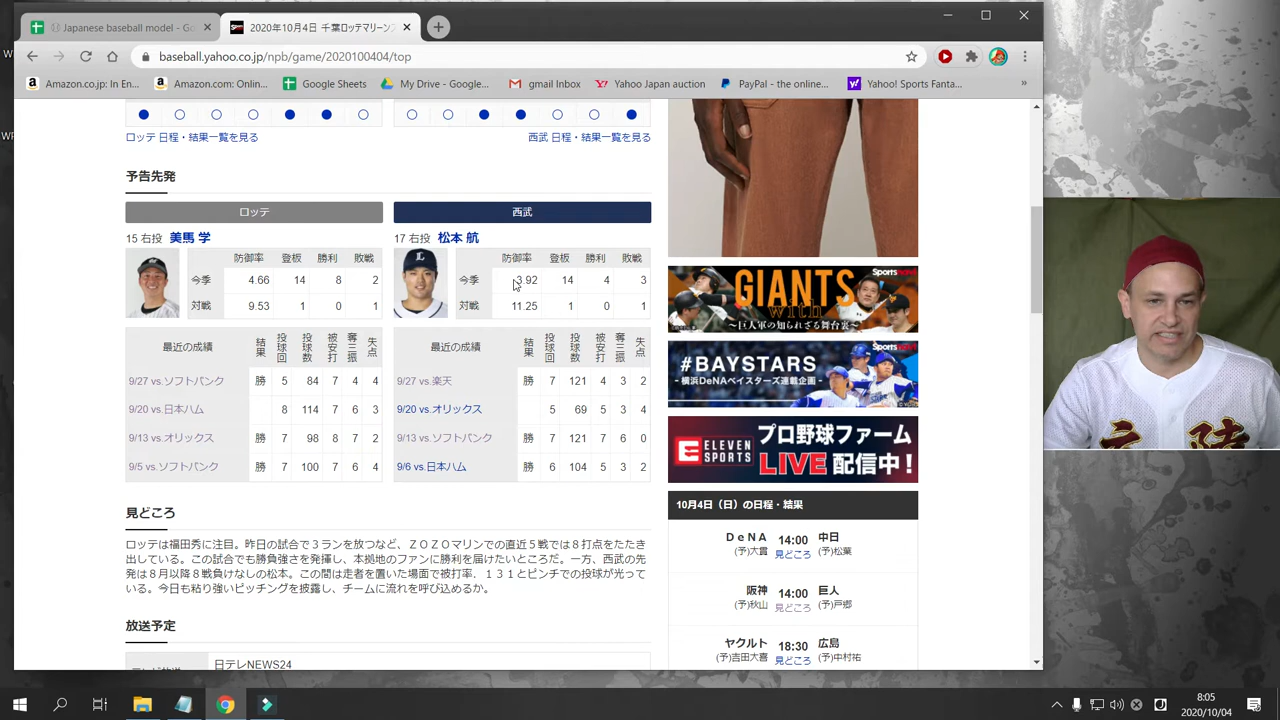 Japanese baseball model - Go
2020年10月4日 千葉ロッテマリーンズ
baseball.yahoo.co.jp/npb/game/2020100404/top
Amazon.co.jp: In En...
Amazon.com: Onlin...
Google Sheets
My Drive - Google...
gmail Inbox
Yahoo Japan auction
PayPal - the online...
Yahoo! Sports Fanta...
»
ロッテ 日程・結果一覧を見る
西武 日程・結果一覧を見る
予告先発
ロッテ
15 右投 美馬 学
防御率 登板 勝利 敗戦
今季 4.66 14 8 2
対戦 9.53 1 0 1
最近の成績 結果 投球回 投球数 被安打 奪三振 失点
9/27 vs.ソフトバンク 勝 5 84 7 4 4
9/20 vs.日本ハム 8 114 7 6 3
9/13 vs.オリックス 勝 7 98 8 7 2
9/5 vs.ソフトバンク 勝 7 100 7 6 4
西武
17 右投 松本 航
防御率 登板 勝利 敗戦
今季 3.92 14 4 3
対戦 11.25 1 0 1
最近の成績 結果 投球回 投球数 被安打 奪三振 失点
9/27 vs.楽天 勝 7 121 4 3 2
9/20 vs.オリックス 5 69 5 3 4
9/13 vs.ソフトバンク 勝 7 121 7 6 0
9/6 vs.日本ハム 勝 6 104 5 3 2
見どころ
ロッテは福田秀に注目。昨日の試合で３ランを放つなど、ＺＯＺＯマリンでの直近５戦では８打点をたたき
出している。この試合でも勝負強さを発揮し、本拠地のファンに勝利を届けたいところだ。一方、西武の先
発は８月以降８戦負けなしの松本。この間は走者を置いた場面で被打率．１３１とピンチでの投球が光って
いる。今日も粘り強いピッチングを披露し、チームに流れを呼び込めるか。
放送予定
日テレNEWS24
GIANTS
with
Sportsnavi
～巨人軍の知られざる舞台裏～
#BAYSTARS
- 横浜DeNAベイスターズ連載企画 -
Sportsnavi
ELEVEN
SPORTS
プロ野球ファーム
LIVE 配信中！
10月4日（日）の日程・結果
ＤｅＮＡ 14:00 中日
(予)大貫 見どころ (予)松葉
阪神 14:00 巨人
(予)秋山 見どころ (予)戸郷
ヤクルト 18:30 広島
(予)吉田大喜 見どころ (予)中村祐
8:05
2020/10/04